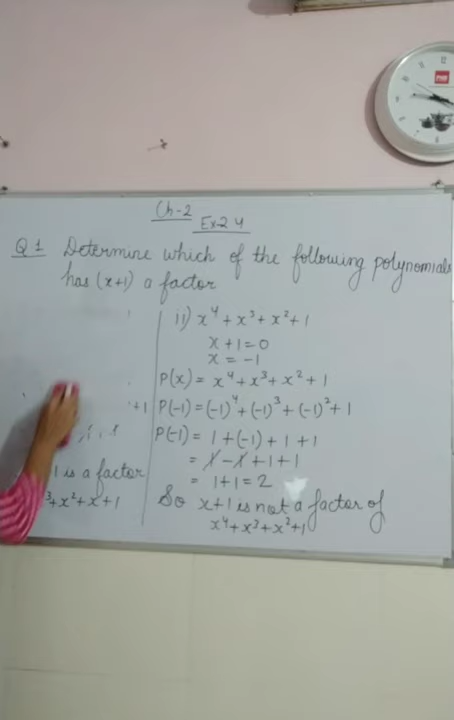 Ch-2
Ex 2.4
Q1 Determine which of the following polynomials
has (x+1) a factor
ii) x⁴ + x³ + x² + 1
x + 1 = 0
x = -1
P(x) = x⁴ + x³ + x² + 1
+1
P(-1) = (-1)⁴ + (-1)³ + (-1)² + 1
P(-1) = 1 + (-1) + 1 + 1
= 1 - 1 + 1 + 1
= 1 + 1 = 2
1 is a factor
³ + x² + x + 1
So x+1 is not a factor of
x⁴ + x³ + x² + 1
12